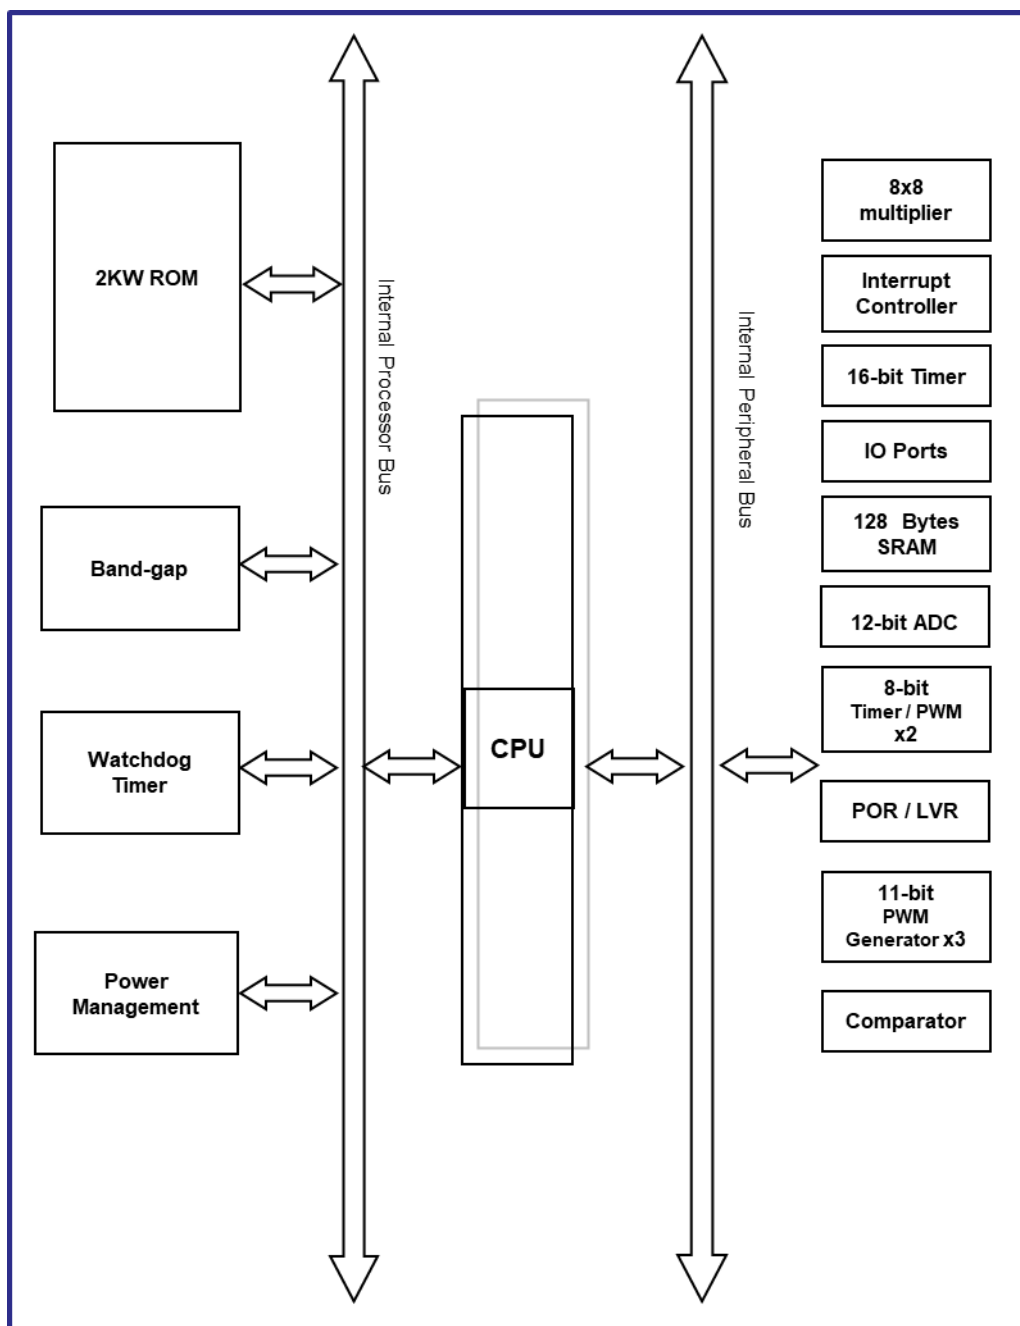 2KW ROM
Band-gap
Watchdog
Timer
Power
Management
Internal Processor Bus
CPU
Internal Peripheral Bus
8x8
multiplier
Interrupt
Controller
16-bit Timer
IO Ports
128 Bytes
SRAM
12-bit ADC
8-bit
Timer / PWM
x2
POR / LVR
11-bit
PWM
Generator x3
Comparator